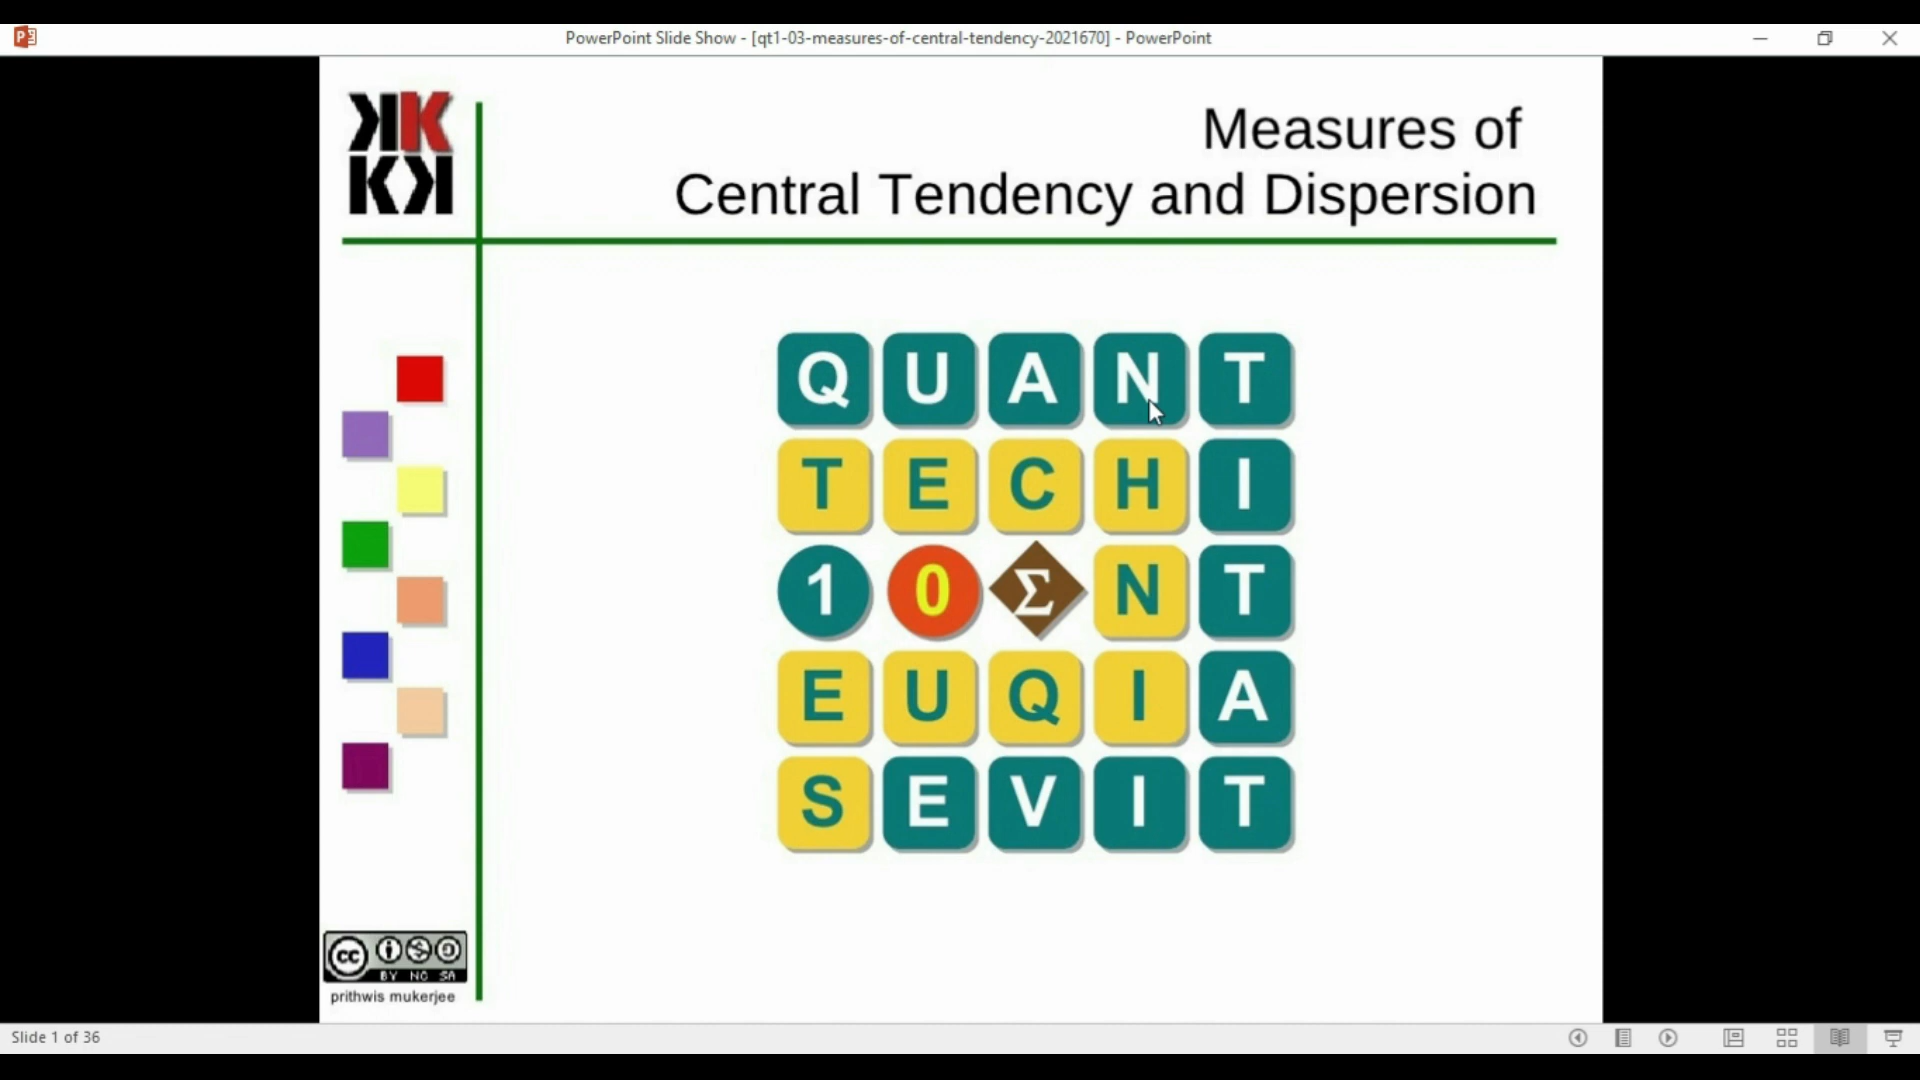 PowerPoint Slide Show - [qt1-03-measures-of-central-tendency-2021670] - PowerPoint
Measures of
Central Tendency and Dispersion
Q U A N T
T E C H I
1 0 Σ N T
E U Q I A
S E V I T
cc
BY NC SA
prithwis mukerjee
Slide 1 of 36